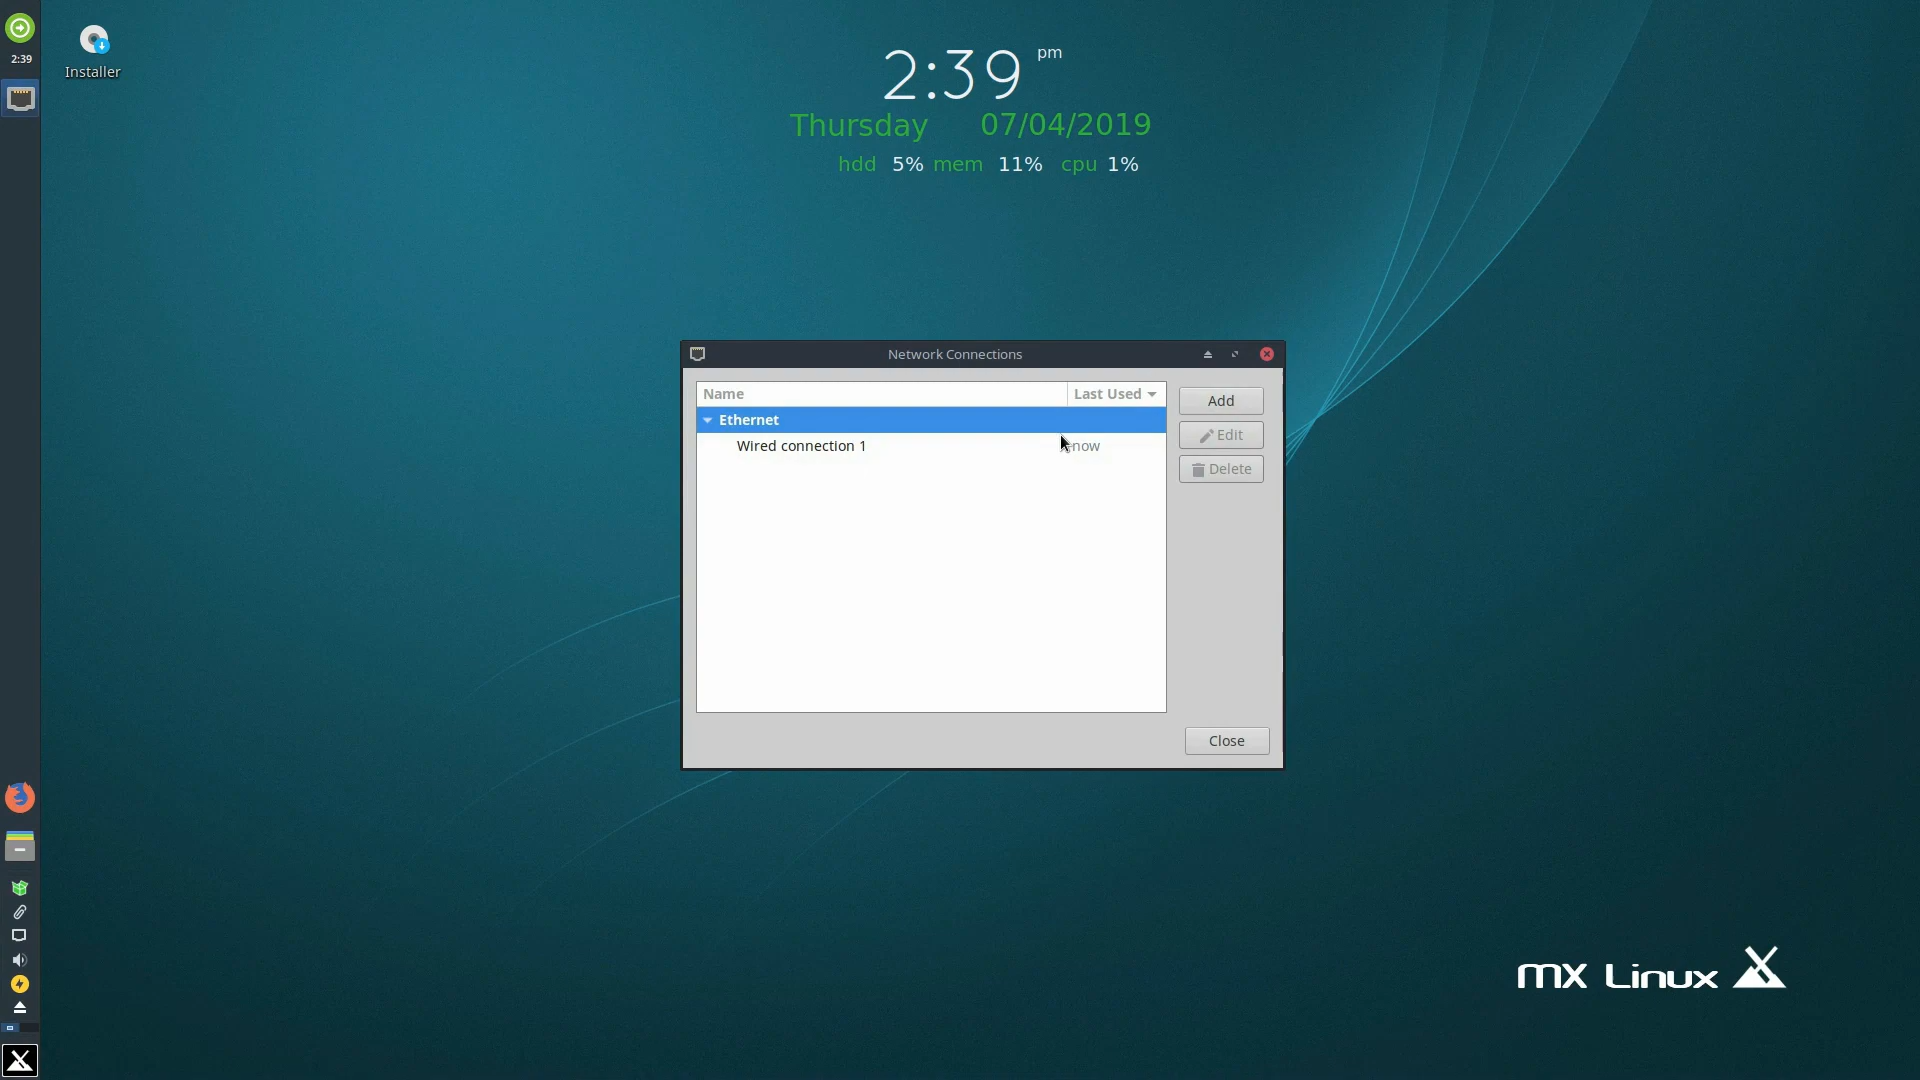 2:39
Installer
2:39 pm
Thursday 07/04/2019
hdd 5% mem 11% cpu 1%
Network Connections
Name Last Used
Ethernet
Wired connection 1 now
Add
Edit
Delete
Close
mx Linux